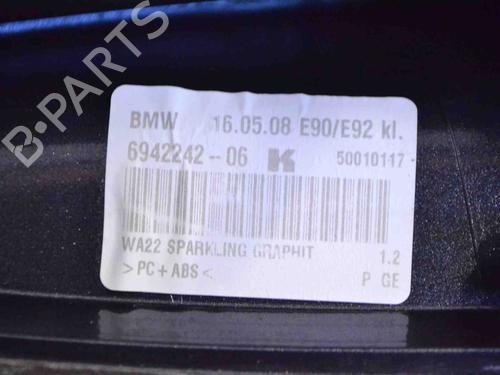 BMW 16.05.08 E90/E92 kl.
6942242-06 K 50010117-
WA22 SPARKLING GRAPHIT 1.2
>PC+ABS< P GE
B-PARTS